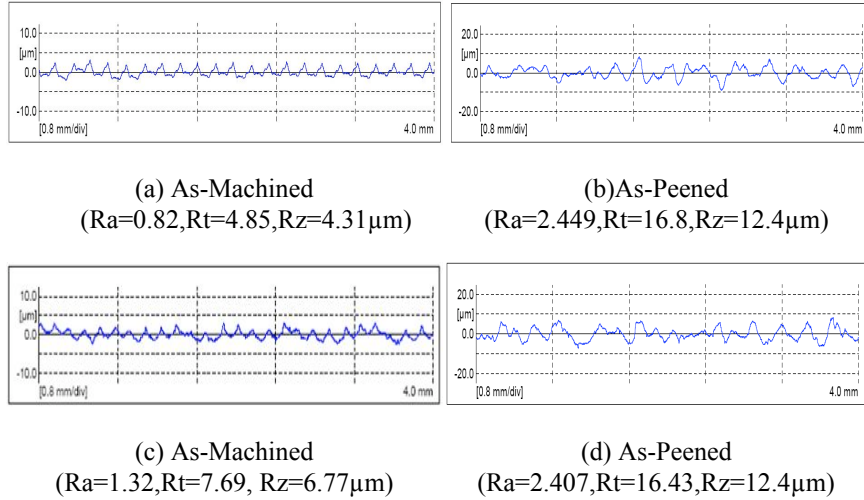 10.0
[µm]
0.0
-10.0
[0.8 mm/div]
4.0 mm
20.0
[µm]
0.0
-20.0
[0.8 mm/div]
4.0 mm
(a) As-Machined
(Ra=0.82,Rt=4.85,Rz=4.31µm)
(b)As-Peened
(Ra=2.449,Rt=16.8,Rz=12.4µm)
10.0
[µm]
0.0
-10.0
[0.8 mm/div]
4.0 mm
20.0
[µm]
0.0
-20.0
[0.8 mm/div]
4.0 mm
(c) As-Machined
(Ra=1.32,Rt=7.69, Rz=6.77µm)
(d) As-Peened
(Ra=2.407,Rt=16.43,Rz=12.4µm)